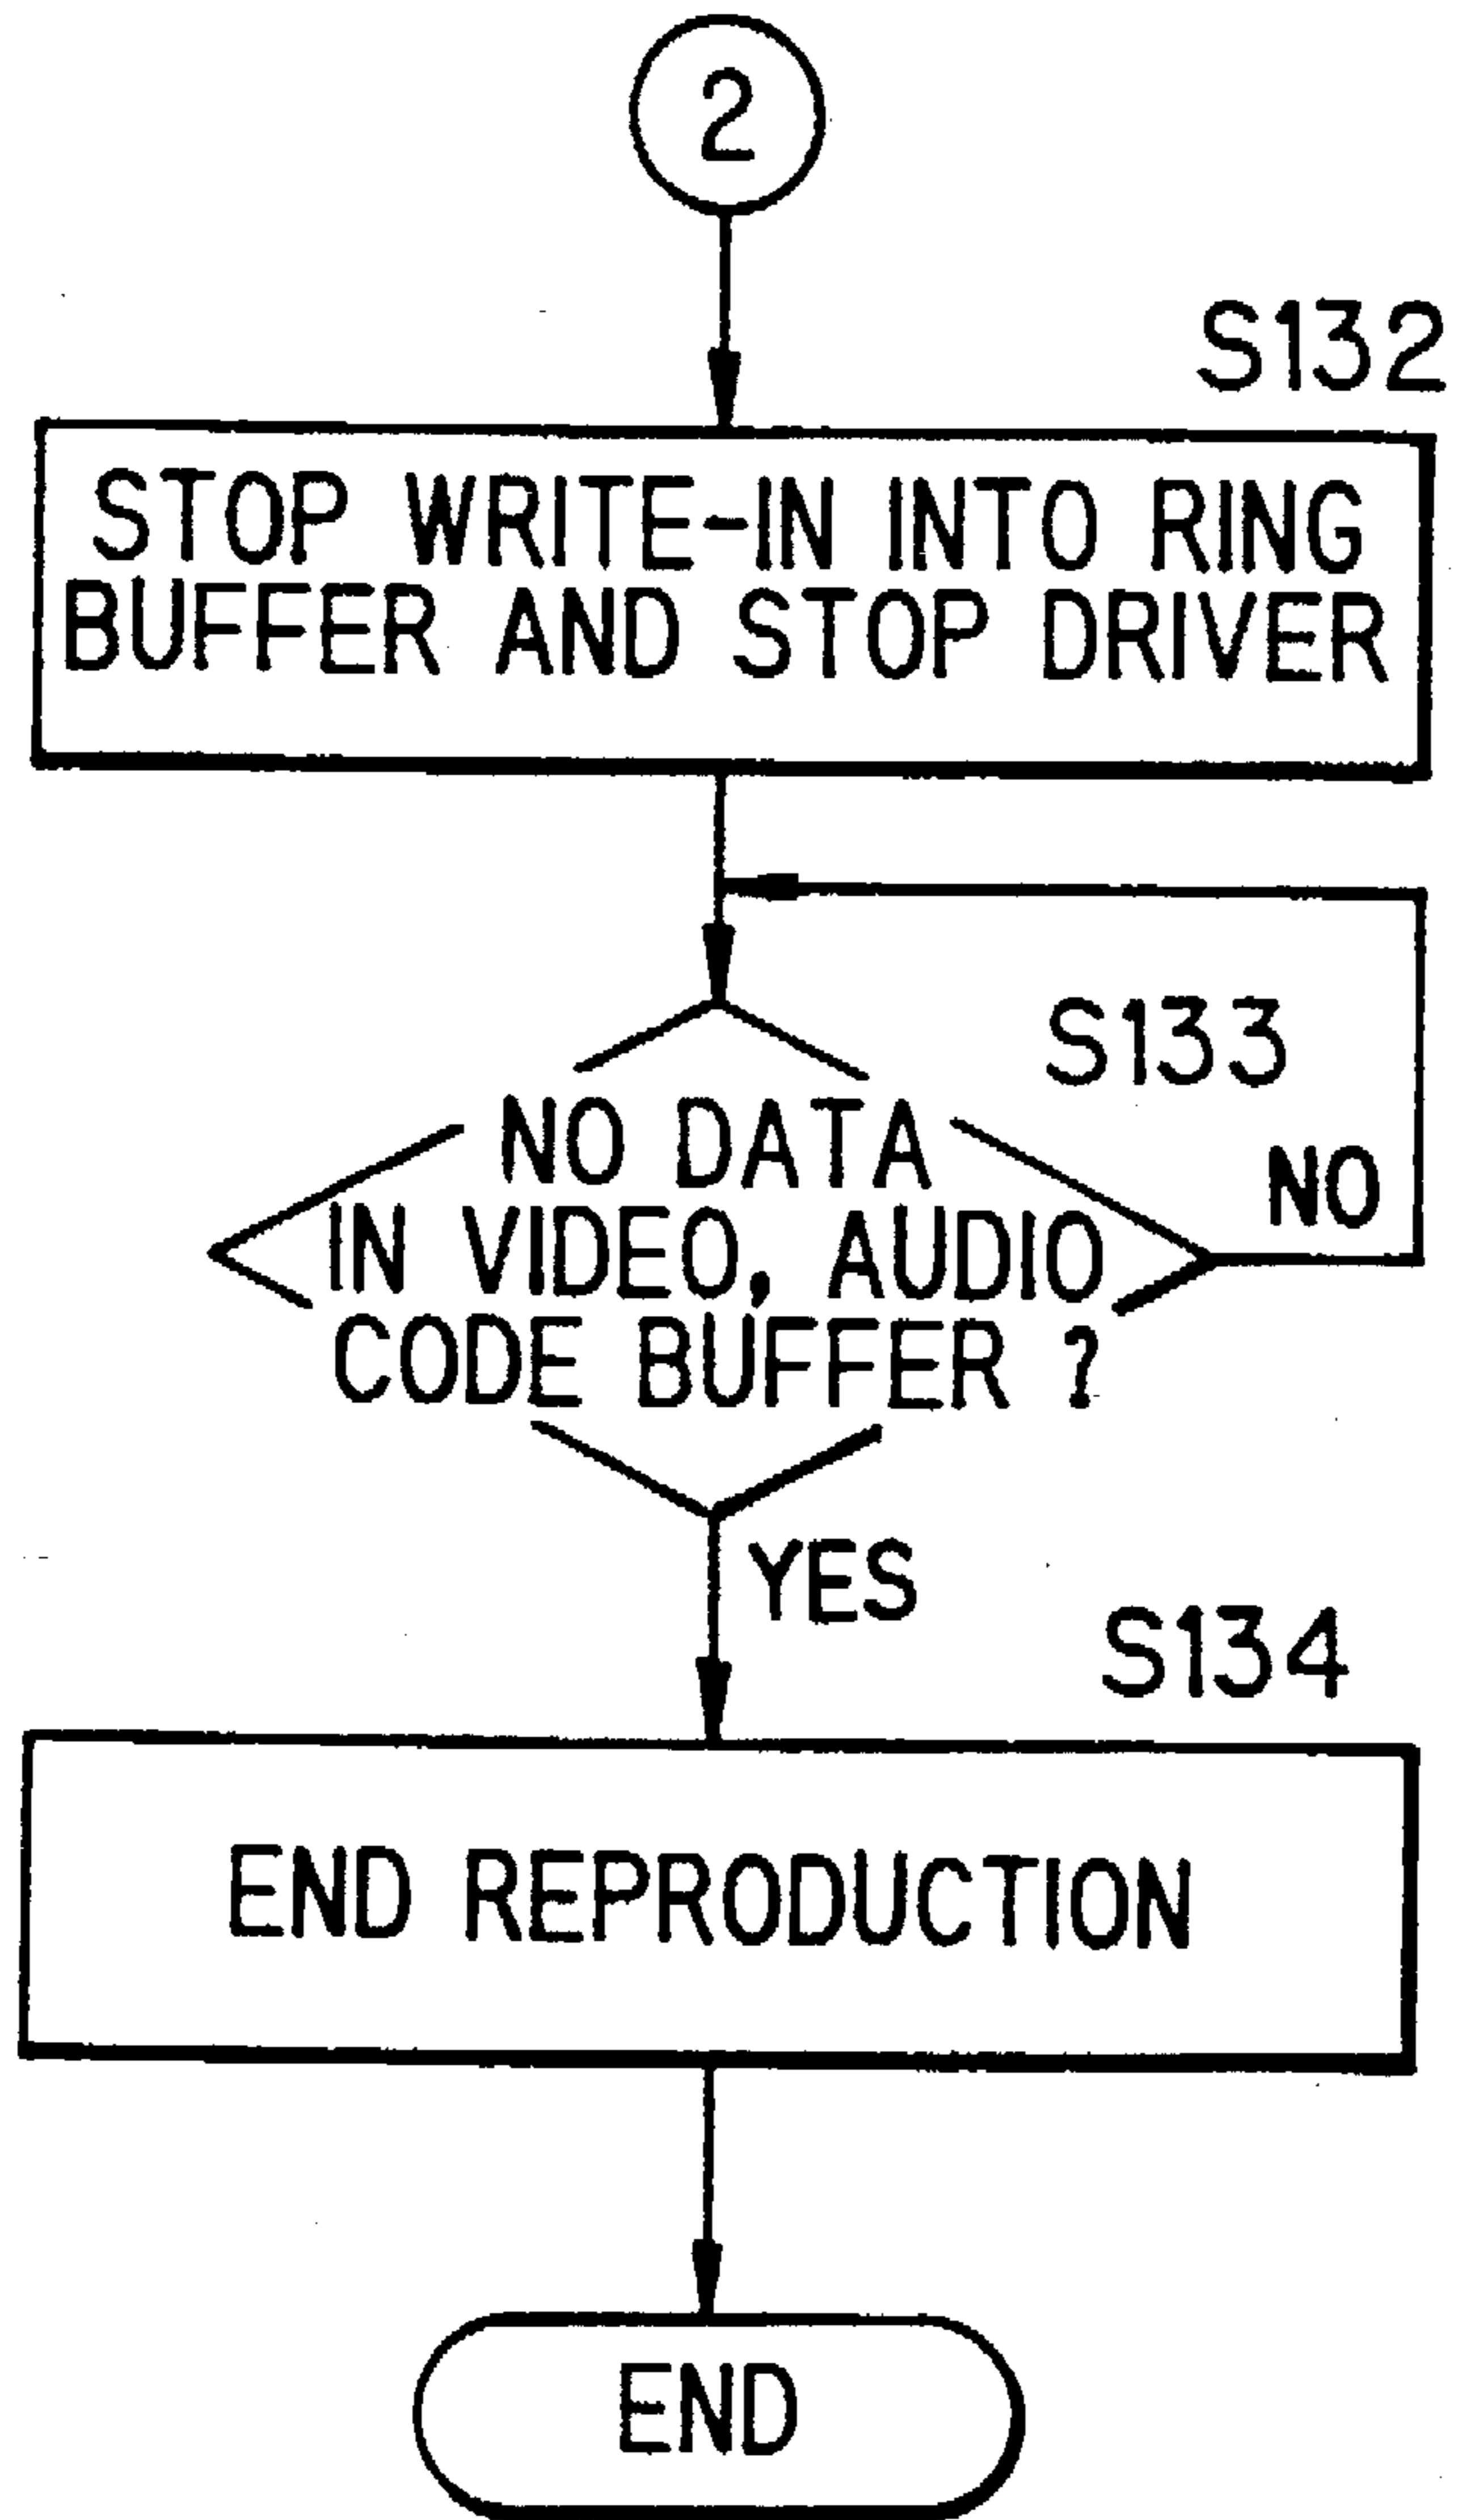 2
S132
STOP WRITE-IN INTO RING
BUFFER AND STOP DRIVER
S133
NO DATA
IN VIDEO, AUDIO
CODE BUFFER ?
NO
YES
S134
END REPRODUCTION
END